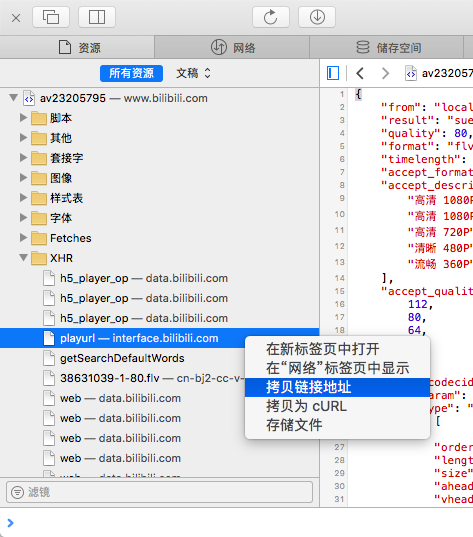 资源
网络
储存空间
所有资源 文稿
av23205795 — www.bilibili.com
脚本
其他
套接字
图像
样式表
字体
Fetches
XHR
h5_player_op — data.bilibili.com
h5_player_op — data.bilibili.com
h5_player_op — data.bilibili.com
playurl — interface.bilibili.com
getSearchDefaultWords
38631039-1-80.flv — cn-bj2-cc-v-
web — data.bilibili.com
web — data.bilibili.com
web — data.bilibili.com
web — data.bilibili.com
web — data.bilibili.com
滤镜
av232057
1 {
2 "from": "local
3 "result": "sue
4 "quality": 80,
5 "format": "flv
6 "timelength":
7 "accept_format
8 "accept_descri
9 "高清 1080P
10 "高清 1080P
11 "高清 720P"
12 "清晰 480P"
13 "流畅 360P"
14 ],
15 "accept_qualit
16 112,
17 80,
18 64,
在新标签页中打开
在“网络”标签页中显示
拷贝链接地址
拷贝为 cURL
存储文件
codecid
aram":
ype": "
[
27 "order
28 "lengt
29 "size"
30 "ahead
31 "vhead